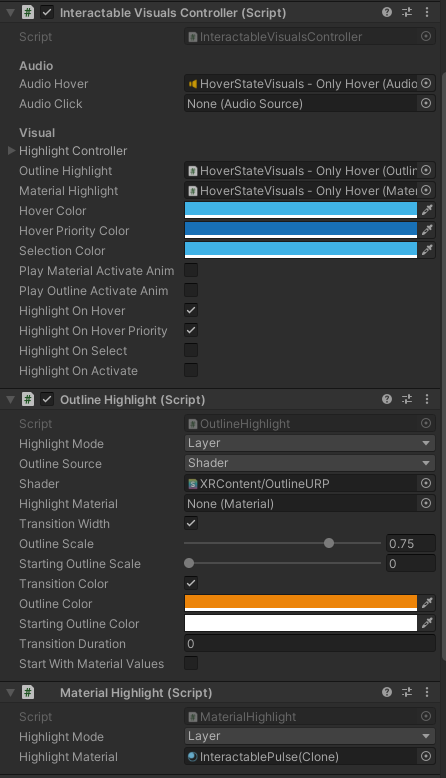 Interactable Visuals Controller (Script)
Script InteractableVisualsController
Audio
Audio Hover HoverStateVisuals - Only Hover (Audio
Audio Click None (Audio Source)
Visual
Highlight Controller
Outline Highlight HoverStateVisuals - Only Hover (Outlin
Material Highlight HoverStateVisuals - Only Hover (Mater
Hover Color
Hover Priority Color
Selection Color
Play Material Activate Anim
Play Outline Activate Anim
Highlight On Hover
Highlight On Hover Priority
Highlight On Select
Highlight On Activate
Outline Highlight (Script)
Script OutlineHighlight
Highlight Mode Layer
Outline Source Shader
Shader XRContent/OutlineURP
Highlight Material None (Material)
Transition Width
Outline Scale 0.75
Starting Outline Scale 0
Transition Color
Outline Color
Starting Outline Color
Transition Duration 0
Start With Material Values
Material Highlight (Script)
Script MaterialHighlight
Highlight Mode Layer
Highlight Material InteractablePulse(Clone)